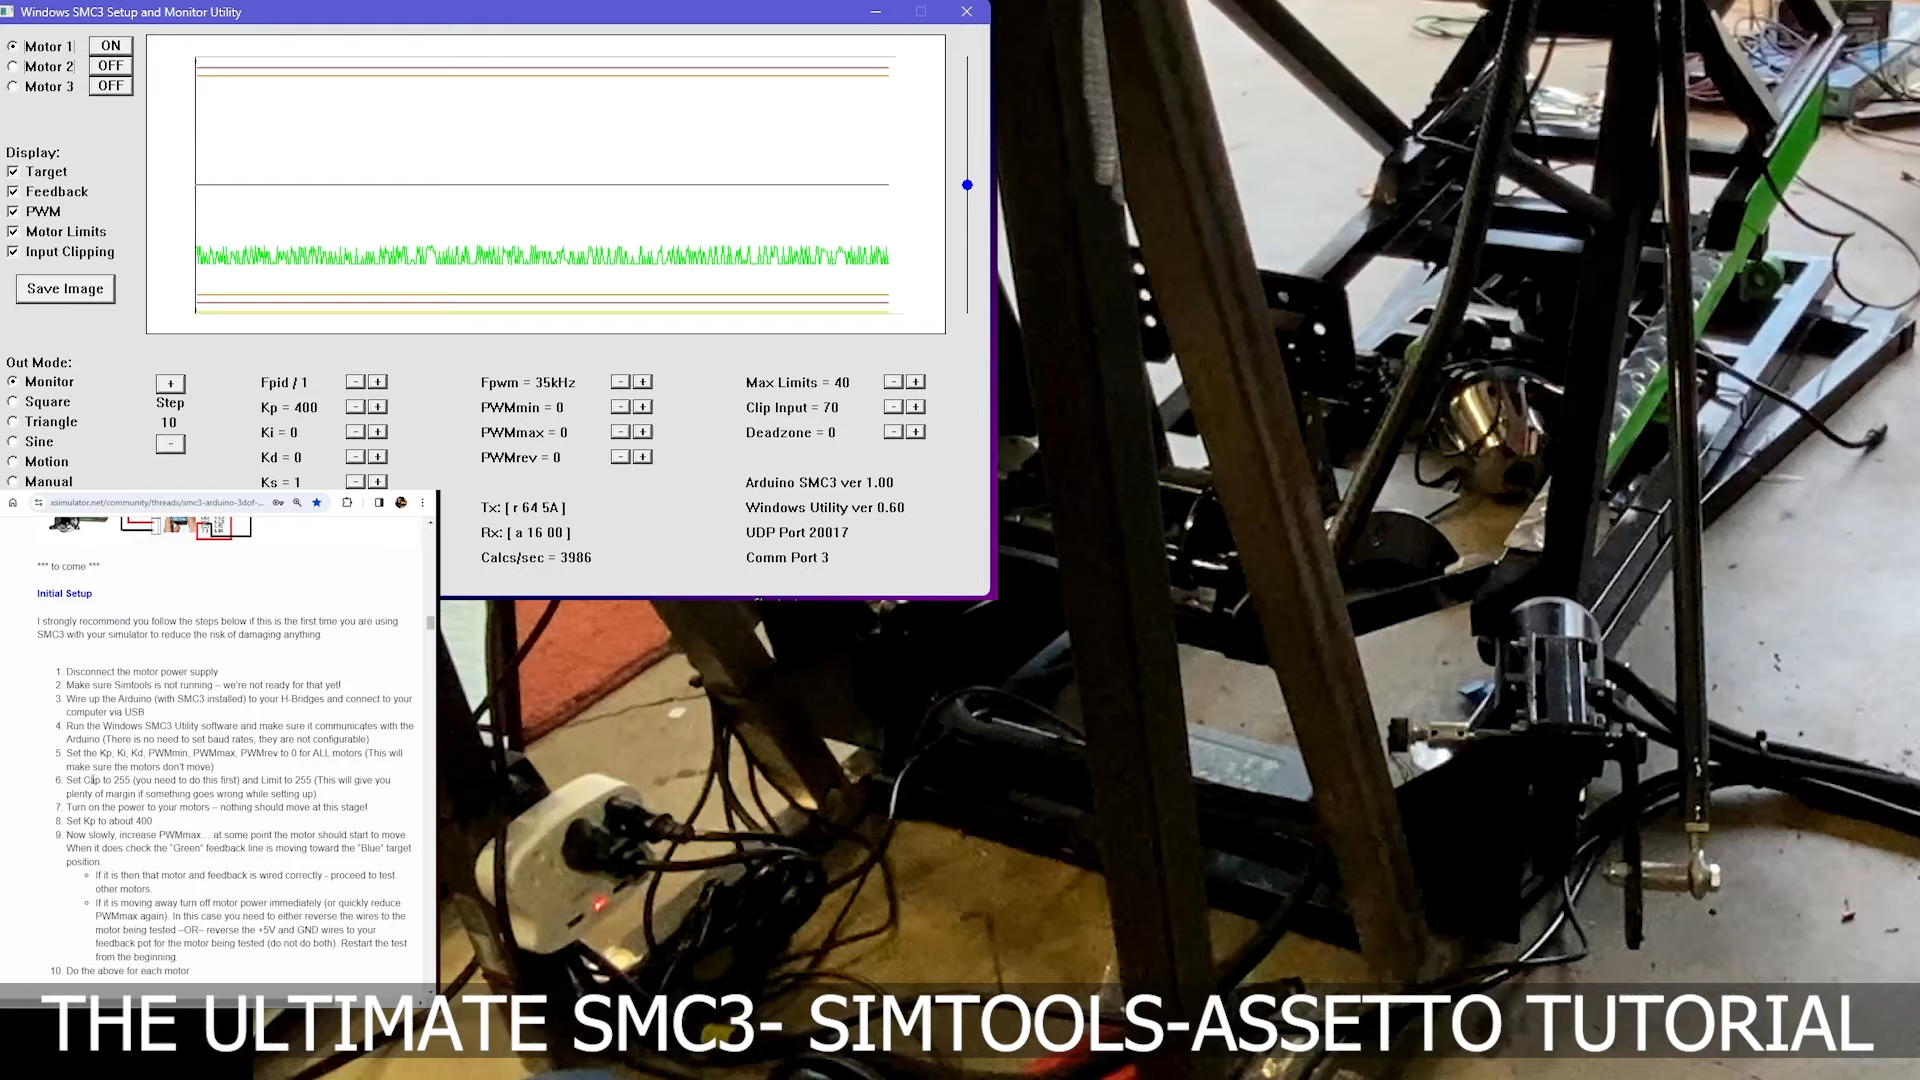 Windows SMC3 Setup and Monitor Utility
Motor 1 ON
Motor 2 OFF
Motor 3 OFF
Display:
Target
Feedback
PWM
Motor Limits
Input Clipping
Save Image
Out Mode:
Monitor
Square
Triangle
Sine
Motion
Manual
+
Step
10
-
Fpid / 1 - +
Kp = 400 - +
Ki = 0 - +
Kd = 0 - +
Ks = 1 - +
Fpwm = 35kHz - +
PWMmin = 0 - +
PWMmax = 0 - +
PWMrev = 0 - +
Tx: [ r 64 5A ]
Rx: [ a 16 00 ]
Calcs/sec = 3986
Max Limits = 40 - +
Clip Input = 70 - +
Deadzone = 0 - +
Arduino SMC3 ver 1.00
Windows Utility ver 0.60
UDP Port 20017
Comm Port 3
xsimulator.net/community/threads/smc3-arduino-3dof-...
*** to come ***
Initial Setup
I strongly recommend you follow the steps below if this is the first time you are using
SMC3 with your simulator to reduce the risk of damaging anything.
1. Disconnect the motor power supply
2. Make sure Simtools is not running – we're not ready for that yet!
3. Wire up the Arduino (with SMC3 installed) to your H-Bridges and connect to your
computer via USB
4. Run the Windows SMC3 Utility software and make sure it communicates with the
Arduino (There is no need to set baud rates, they are not configurable)
5. Set the Kp, Ki, Kd, PWMmin, PWMmax, PWMrev to 0 for ALL motors (This will
make sure the motors don't move)
6. Set Clip to 255 (you need to do this first) and Limit to 255 (This will give you
plenty of margin if something goes wrong while setting up)
7. Turn on the power to your motors – nothing should move at this stage!
8. Set Kp to about 400
9. Now slowly, increase PWMmax... at some point the motor should start to move.
When it does check the "Green" feedback line is moving toward the "Blue" target
position.
If it is then that motor and feedback is wired correctly - proceed to test
other motors.
If it is moving away turn off motor power immediately (or quickly reduce
PWMmax again). In this case you need to either reverse the wires to the
motor being tested –OR– reverse the +5V and GND wires to your
feedback pot for the motor being tested (do not do both). Restart the test
from the beginning.
10. Do the above for each motor
THE ULTIMATE SMC3- SIMTOOLS-ASSETTO TUTORIAL